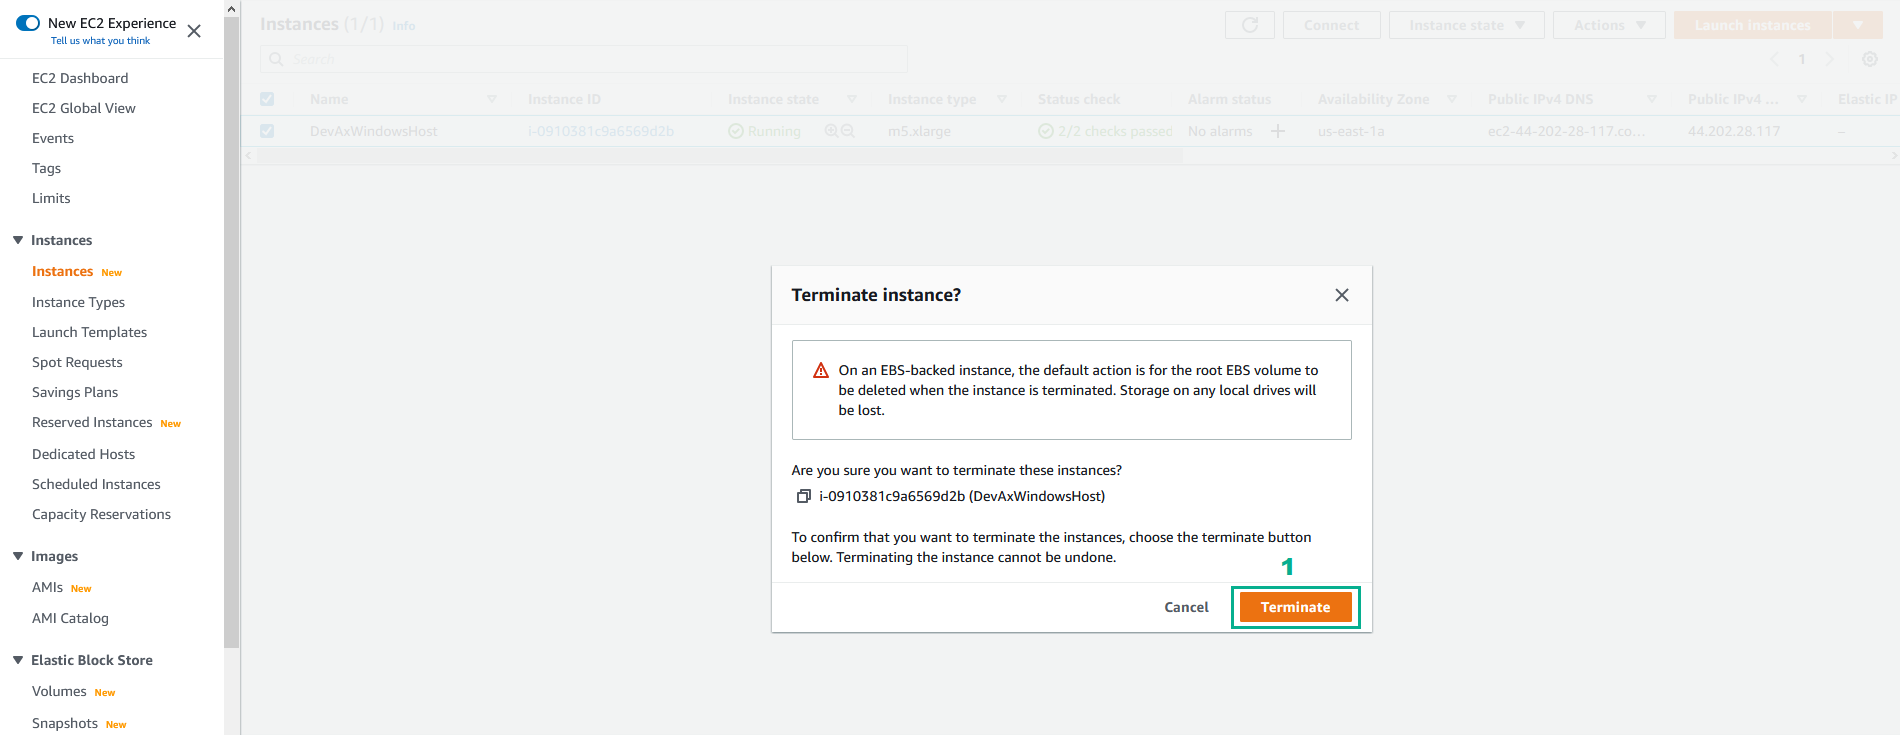 New EC2 Experience
Tell us what you think
EC2 Dashboard
EC2 Global View
Events
Tags
Limits
Instances
Instances New
Instance Types
Launch Templates
Spot Requests
Savings Plans
Reserved Instances New
Dedicated Hosts
Scheduled Instances
Capacity Reservations
Images
AMIs New
AMI Catalog
Elastic Block Store
Volumes New
Snapshots New
Instances (1/1) Info
Connect
Instance state
Actions
Launch instances
Search
1
Name Instance ID Instance state Instance type Status check Alarm status Availability Zone Public IPv4 DNS Public IPv4 ... Elastic IP
DevAxWindowsHost i-0910381c9a6569d2b Running m5.xlarge 2/2 checks passed No alarms + us-east-1a ec2-44-202-28-117.co... 44.202.28.117 –
Terminate instance?
On an EBS-backed instance, the default action is for the root EBS volume to
be deleted when the instance is terminated. Storage on any local drives will
be lost.
Are you sure you want to terminate these instances?
i-0910381c9a6569d2b (DevAxWindowsHost)
To confirm that you want to terminate the instances, choose the terminate button
below. Terminating the instance cannot be undone.
1
Cancel
Terminate